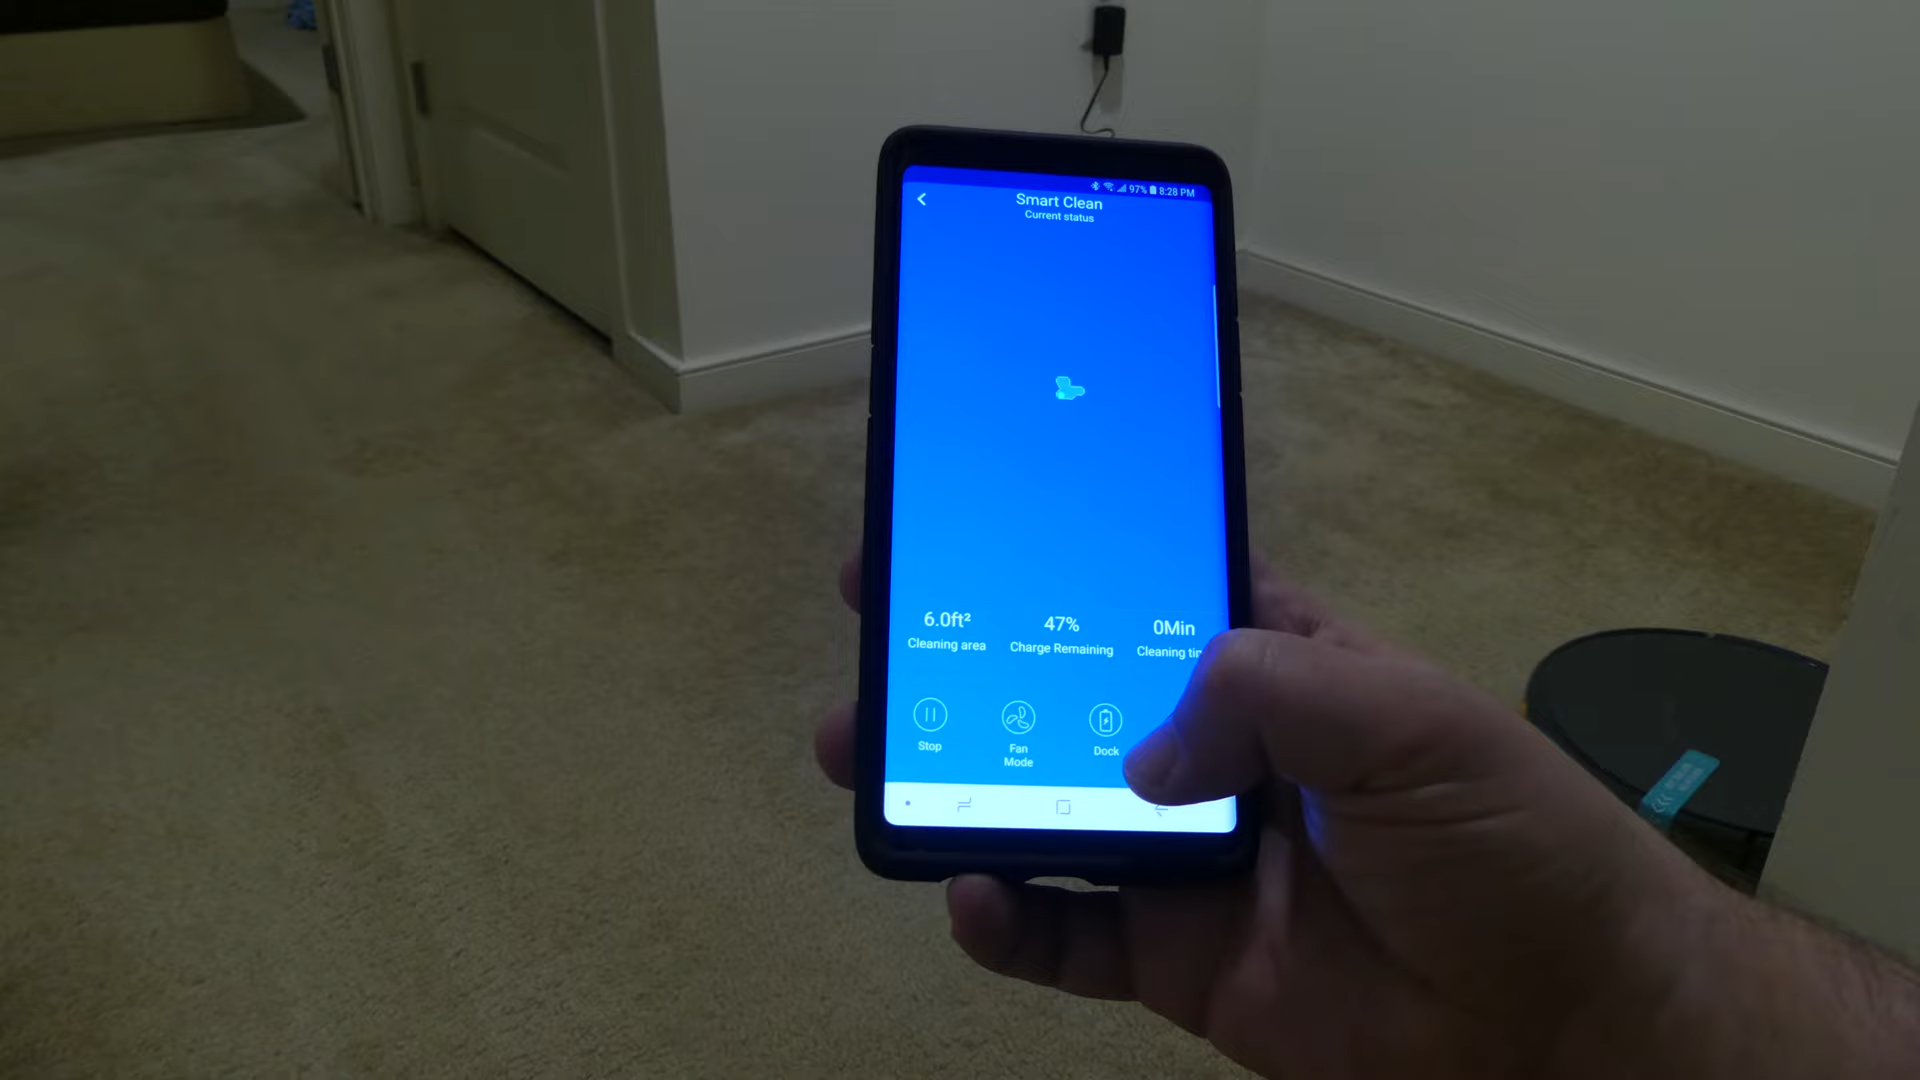 97% 8:28 PM
Smart Clean
Current status
6.0ft² 47% 0Min
Cleaning area Charge Remaining Cleaning
Stop Fan Mode Dock